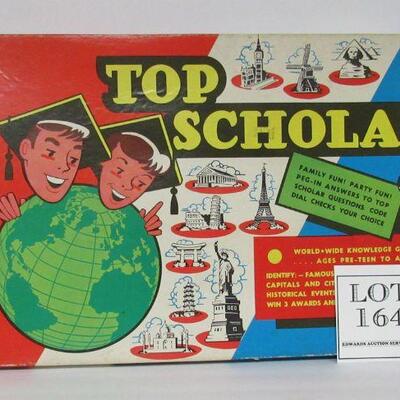 TOP
SCHOLA
FAMILY FUN! PARTY FUN!
PEG-IN ANSWERS TO TOP
SCHOLAR QUESTIONS CODE
DIAL CHECKS YOUR CHOICE
WORLD-WIDE KNOWLEDGE G
.... AGES PRE-TEEN TO A
IDENTIFY:—FAMOUS
CAPITALS AND CIT
HISTORICAL EVENTS
WIN 3 AWARDS AN
LOT
164
EDWARDS AUCTION SERV